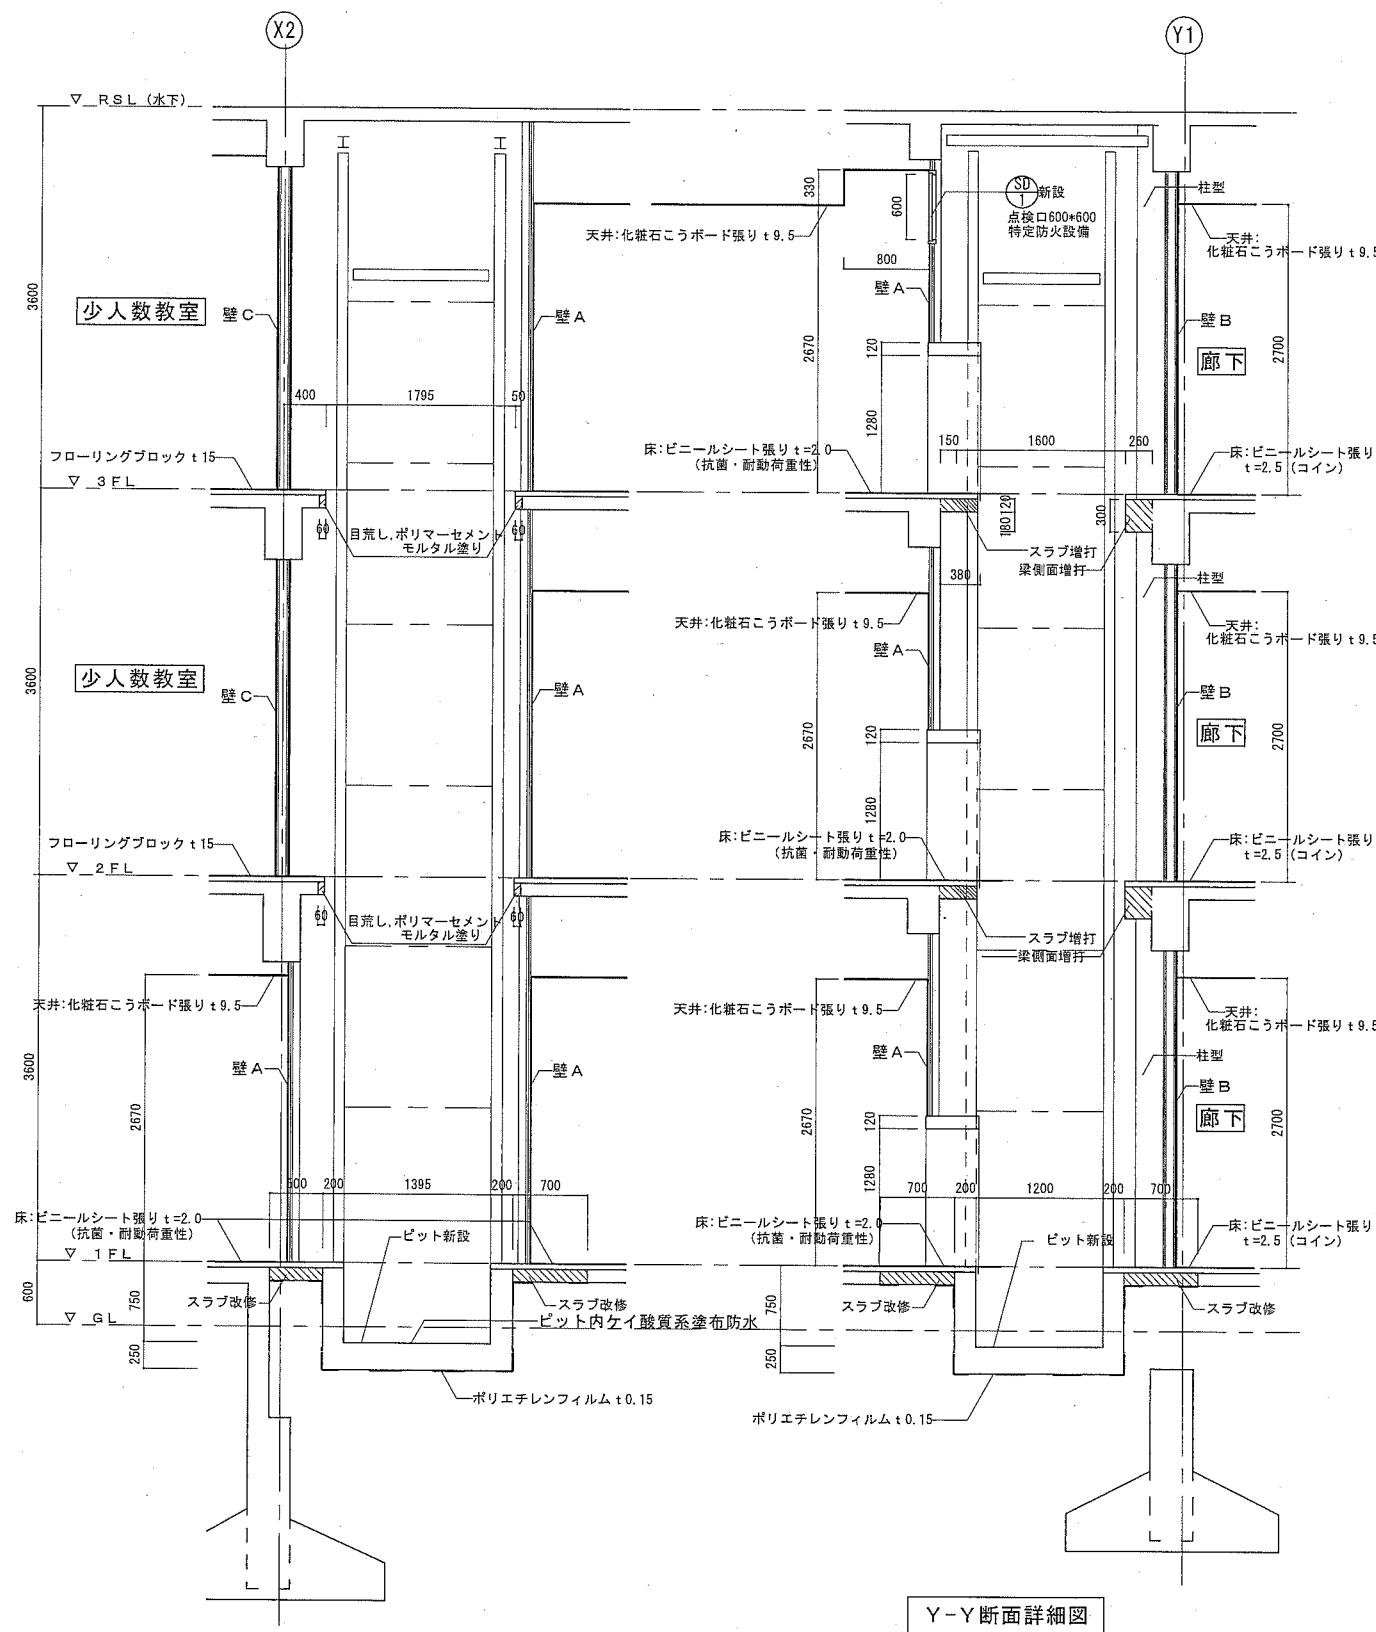 X2
Y1
▽ RSL (水下)
3600
少人数教室
壁C
壁A
400
1795
50
フローリングブロック t 15
▽ 3FL
60
60
目荒し,ポリマーセメント
モルタル塗り
3600
少人数教室
壁C
壁A
フローリングブロック t 15
▽ 2FL
60
60
目荒し,ポリマーセメント
モルタル塗り
天井:化粧石こうボード張り t 9.5
3600
2670
壁A
壁A
200
1395
200
700
床:ビニールシート張り t=2.0
(抗菌・耐動荷重性)
ピット新設
▽ 1FL
600
750
スラブ改修
スラブ改修
▽ GL
ピット内ケイ酸質系塗布防水
250
ポリエチレンフィルム t 0.15
330
600
SD
1
新設
点検口600*600
特定防火設備
柱型
天井:化粧石こうボード張り t 9.5
800
天井:
化粧石こうボード張り t 9.5
壁A
壁B
廊下
2670
120
1280
2700
床:ビニールシート張り t=2.0
(抗菌・耐動荷重性)
150
1600
260
床:ビニールシート張り
t=2.5 (コイン)
180
120
300
スラブ増打
梁側面増打
380
柱型
天井:化粧石こうボード張り t 9.5
天井:
化粧石こうボード張り t 9.5
壁A
壁B
廊下
2670
120
1280
2700
床:ビニールシート張り t=2.0
(抗菌・耐動荷重性)
床:ビニールシート張り
t=2.5 (コイン)
スラブ増打
梁側面増打
天井:化粧石こうボード張り t 9.5
天井:
化粧石こうボード張り t 9.5
壁A
柱型
壁B
廊下
2670
120
1280
2700
700
200
1200
200
700
床:ビニールシート張り t=2.0
(抗菌・耐動荷重性)
ピット新設
床:ビニールシート張り
t=2.5 (コイン)
750
スラブ改修
スラブ改修
250
ポリエチレンフィルム t 0.15
Y-Y断面詳細図